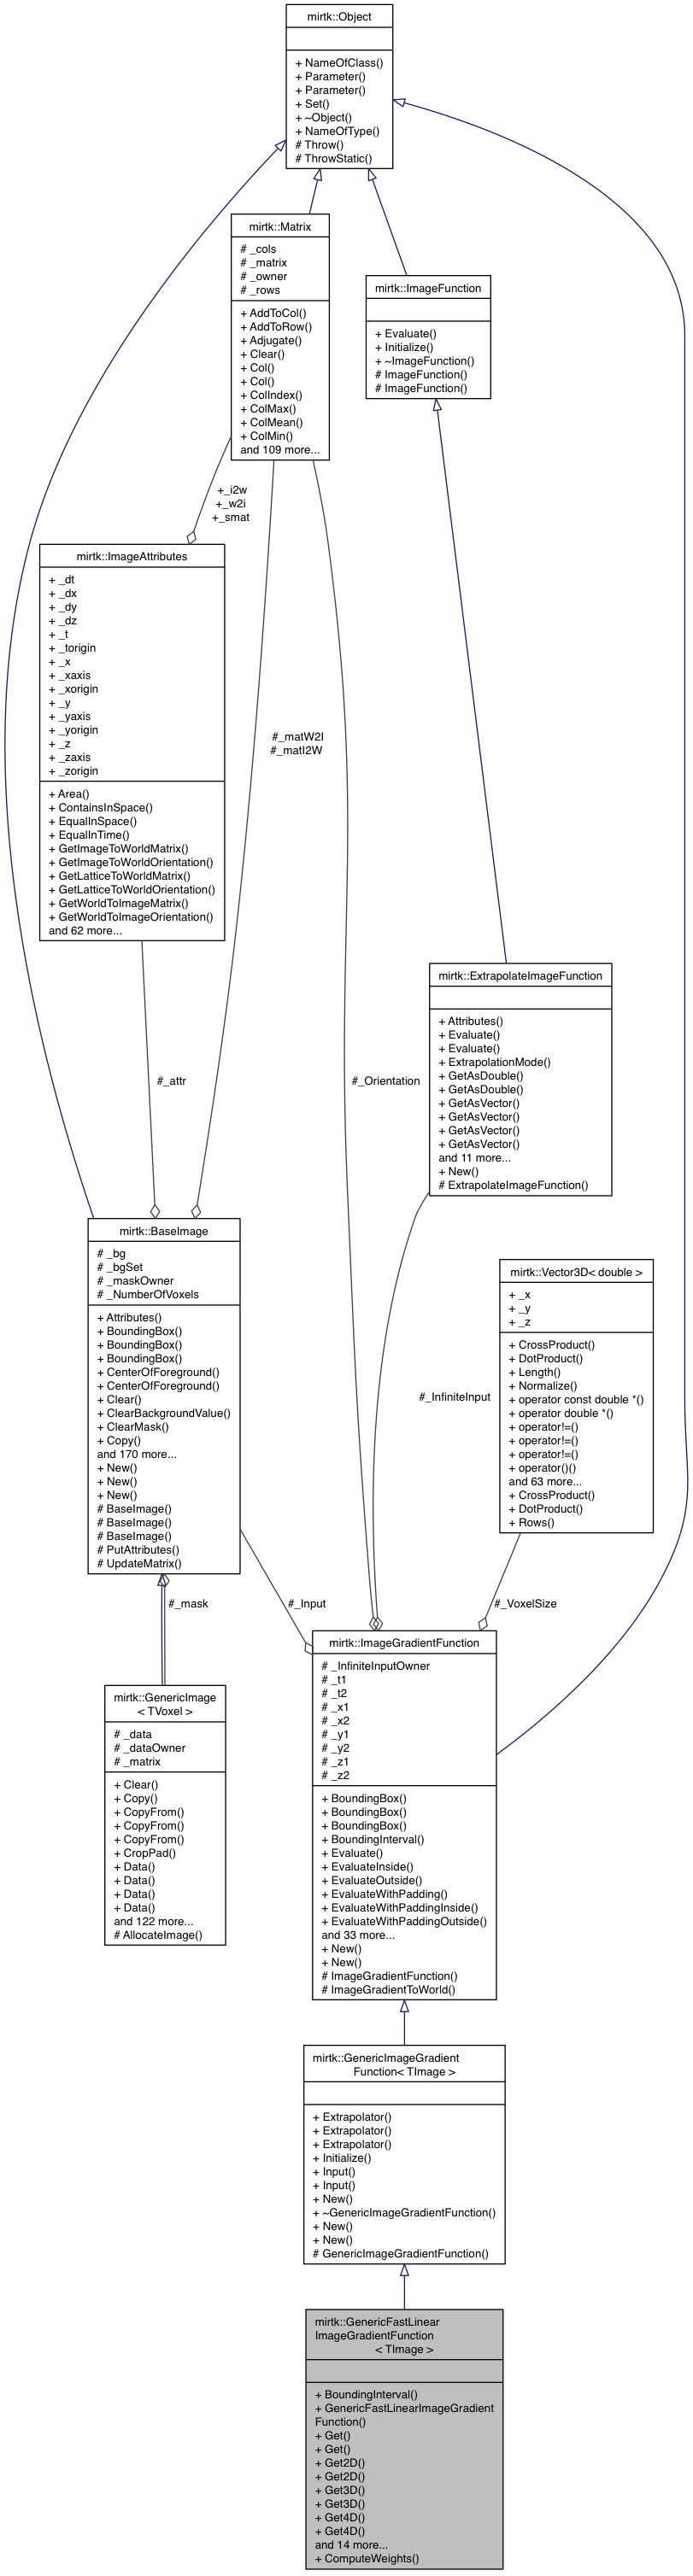 mirtk::Object
+ NameOfClass()
+ Parameter()
+ Parameter()
+ Set()
+ ~Object()
+ NameOfType()
# Throw()
# ThrowStatic()
mirtk::Matrix
# _cols
# _matrix
# _owner
# _rows
+ AddToCol()
+ AddToRow()
+ Adjugate()
+ Clear()
+ Col()
+ Col()
+ ColIndex()
+ ColMax()
+ ColMean()
+ ColMin()
and 109 more...
mirtk::ImageFunction
+ Evaluate()
+ Initialize()
+ ~ImageFunction()
# ImageFunction()
# ImageFunction()
+_i2w
+_w2i
+_smat
mirtk::ImageAttributes
+ _dt
+ _dx
+ _dy
+ _dz
+ _t
+ _torigin
+ _x
+ _xaxis
+ _xorigin
+ _y
+ _yaxis
+ _yorigin
+ _z
+ _zaxis
+ _zorigin
+ Area()
+ ContainsInSpace()
+ EqualInSpace()
+ EqualInTime()
+ GetImageToWorldMatrix()
+ GetImageToWorldOrientation()
+ GetLatticeToWorldMatrix()
+ GetLatticeToWorldOrientation()
+ GetWorldToImageMatrix()
+ GetWorldToImageOrientation()
and 62 more...
#_matW2I
#_matI2W
mirtk::ExtrapolateImageFunction
+ Attributes()
+ Evaluate()
+ Evaluate()
+ ExtrapolationMode()
+ GetAsDouble()
+ GetAsDouble()
+ GetAsVector()
+ GetAsVector()
+ GetAsVector()
+ GetAsVector()
and 11 more...
+ New()
# ExtrapolateImageFunction()
#_attr
#_Orientation
mirtk::BaseImage
# _bg
# _bgSet
# _maskOwner
# _NumberOfVoxels
+ Attributes()
+ BoundingBox()
+ BoundingBox()
+ BoundingBox()
+ CenterOfForeground()
+ CenterOfForeground()
+ Clear()
+ ClearBackgroundValue()
+ ClearMask()
+ Copy()
and 170 more...
+ New()
+ New()
+ New()
# BaseImage()
# BaseImage()
# BaseImage()
# PutAttributes()
# UpdateMatrix()
mirtk::Vector3D< double >
+ _x
+ _y
+ _z
+ CrossProduct()
+ DotProduct()
+ Length()
+ Normalize()
+ operator const double *()
+ operator double *()
+ operator!=()
+ operator!=()
+ operator!=()
+ operator()()
and 63 more...
+ CrossProduct()
+ DotProduct()
+ Rows()
#_InfiniteInput
#_mask
#_Input
#_VoxelSize
mirtk::GenericImage
< TVoxel >
# _data
# _dataOwner
# _matrix
+ Clear()
+ Copy()
+ CopyFrom()
+ CopyFrom()
+ CopyFrom()
+ CropPad()
+ Data()
+ Data()
+ Data()
+ Data()
and 122 more...
# AllocateImage()
mirtk::ImageGradientFunction
# _InfiniteInputOwner
# _t1
# _t2
# _x1
# _x2
# _y1
# _y2
# _z1
# _z2
+ BoundingBox()
+ BoundingBox()
+ BoundingBox()
+ BoundingInterval()
+ Evaluate()
+ EvaluateInside()
+ EvaluateOutside()
+ EvaluateWithPadding()
+ EvaluateWithPaddingInside()
+ EvaluateWithPaddingOutside()
and 33 more...
+ New()
+ New()
# ImageGradientFunction()
# ImageGradientToWorld()
mirtk::GenericImageGradient
Function< TImage >
+ Extrapolator()
+ Extrapolator()
+ Extrapolator()
+ Initialize()
+ Input()
+ Input()
+ New()
+ ~GenericImageGradientFunction()
+ New()
+ New()
# GenericImageGradientFunction()
mirtk::GenericFastLinear
ImageGradientFunction
< TImage >
+ BoundingInterval()
+ GenericFastLinearImageGradient
Function()
+ Get()
+ Get()
+ Get2D()
+ Get2D()
+ Get3D()
+ Get3D()
+ Get4D()
+ Get4D()
and 14 more...
+ ComputeWeights()